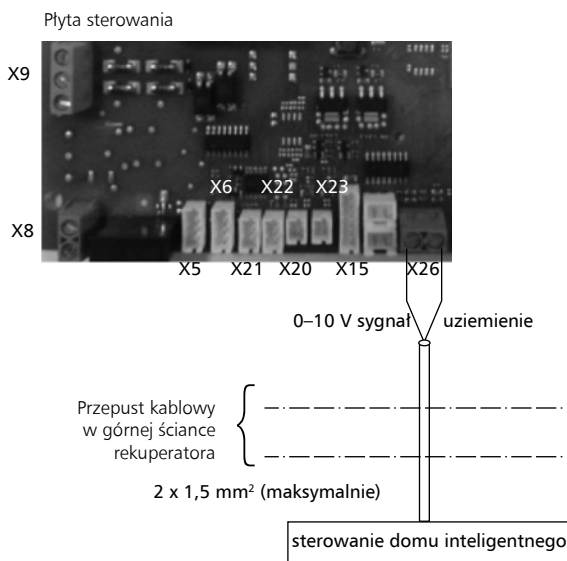 Płyta sterowania
X9
X6
X22
X23
X8
X5
X21
X20
X15
X26
0–10 V sygnał
uziemienie
Przepust kablowy
w górnej ściance
rekuperatora
2 x 1,5 mm² (maksymalnie)
sterowanie domu inteligentnego